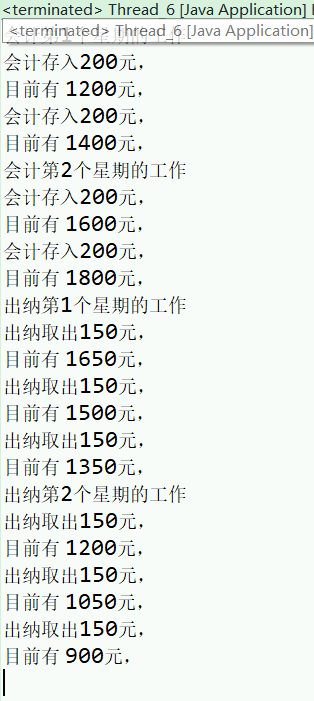 <terminated> Thread_6 [Java Application]
<terminated> Thread_6 [Java Application]
会计第1个星期的工作
会计存入200元，
目前有 1200元，
会计存入200元，
目前有 1400元，
会计第2个星期的工作
会计存入200元，
目前有 1600元，
会计存入200元，
目前有 1800元，
出纳第1个星期的工作
出纳取出150元，
目前有 1650元，
出纳取出150元，
目前有 1500元，
出纳取出150元，
目前有 1350元，
出纳第2个星期的工作
出纳取出150元，
目前有 1200元，
出纳取出150元，
目前有 1050元，
出纳取出150元，
目前有 900元，